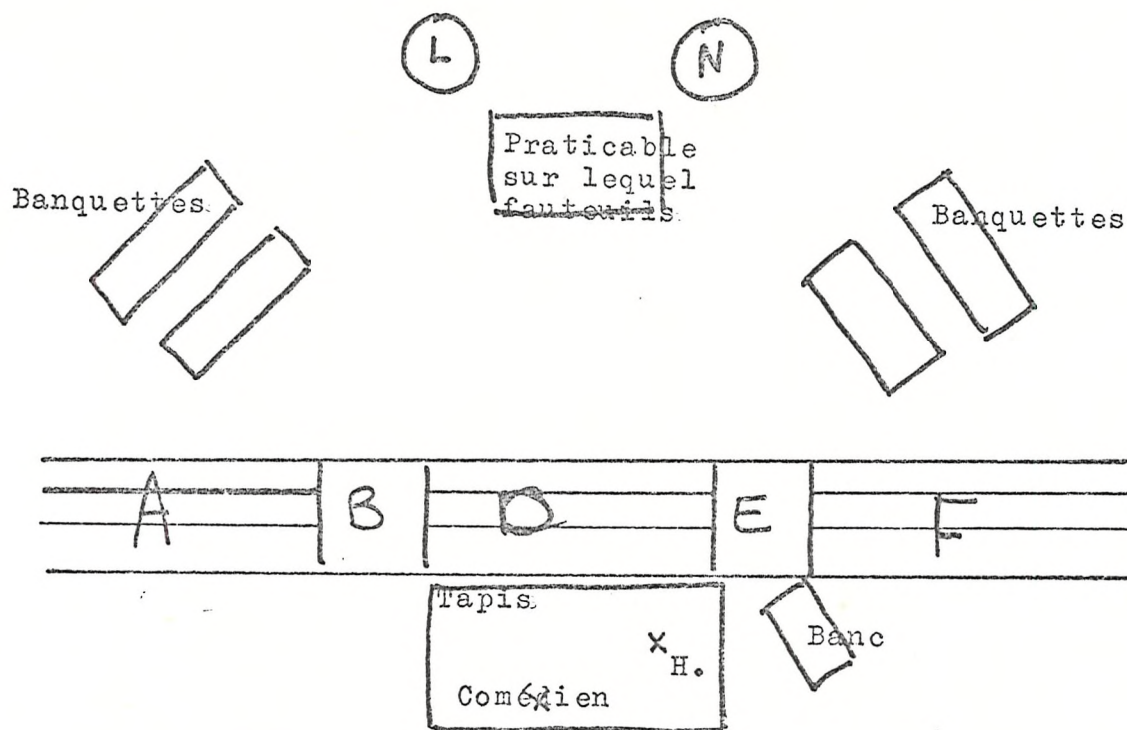 L N
Praticable
sur lequel
fauteuils
Banquettes
Banquettes
A B D E F
Tapis
x H.
Banc
Comédien